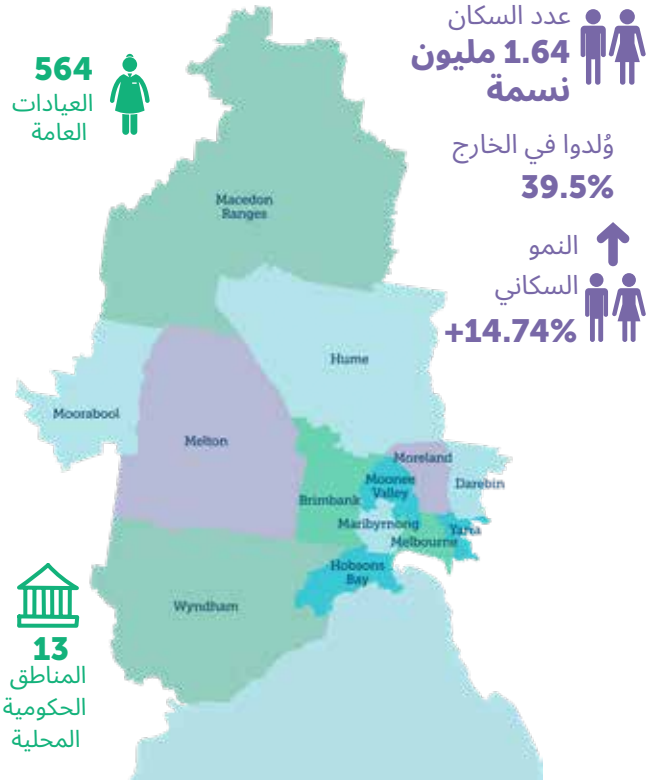 عدد السكان
1.64 مليون
نسمة
وُلدوا في الخارج
39.5%
النمو
السكاني
+14.74%
564
العيادات
العامة
Macedon
Ranges
Hume
Moorabool
Melton
Moreland
Moonee
Valley
Darebin
Brimbank
Maribyrnong
Yarra
Melbourne
Hobsons
Bay
Wyndham
13
المناطق
الحكومية
المحلية